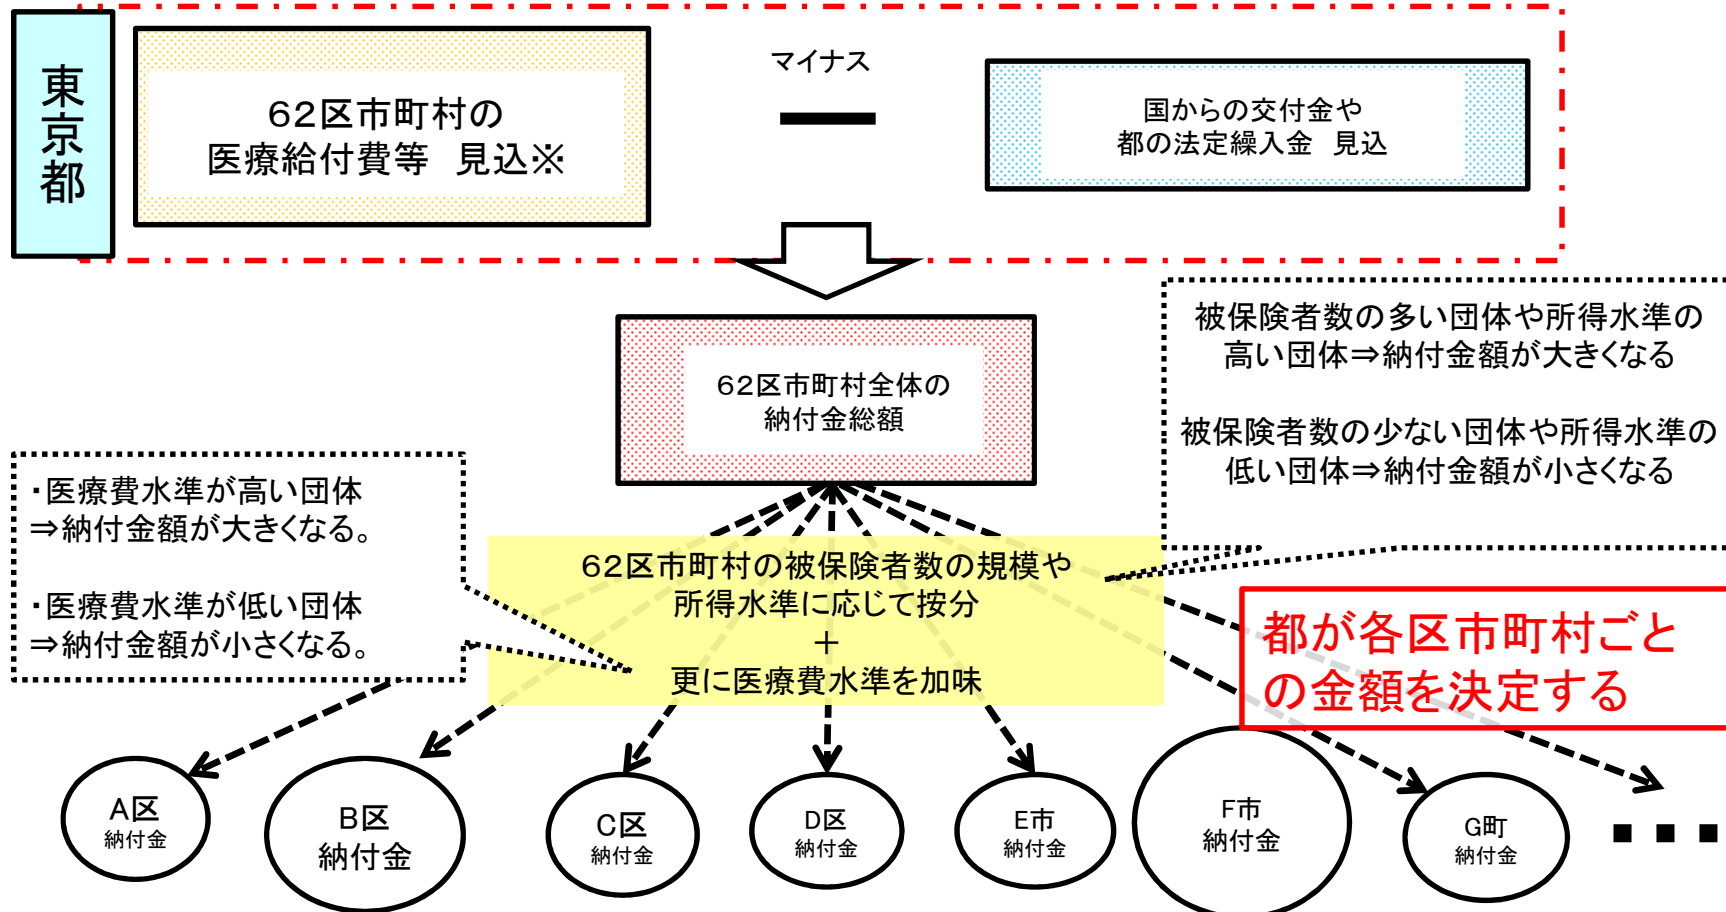 東京都
62区市町村の
医療給付費等　見込※
マイナス
国からの交付金や
都の法定繰入金　見込
62区市町村全体の
納付金総額
被保険者数の多い団体や所得水準の
高い団体⇒納付金額が大きくなる
被保険者数の少ない団体や所得水準の
低い団体⇒納付金額が小さくなる
・医療費水準が高い団体
⇒納付金額が大きくなる。
・医療費水準が低い団体
⇒納付金額が小さくなる。
62区市町村の被保険者数の規模や
所得水準に応じて按分
＋
更に医療費水準を加味
都が各区市町村ごと
の金額を決定する
A区
納付金
B区
納付金
C区
納付金
D区
納付金
E市
納付金
F市
納付金
G町
納付金